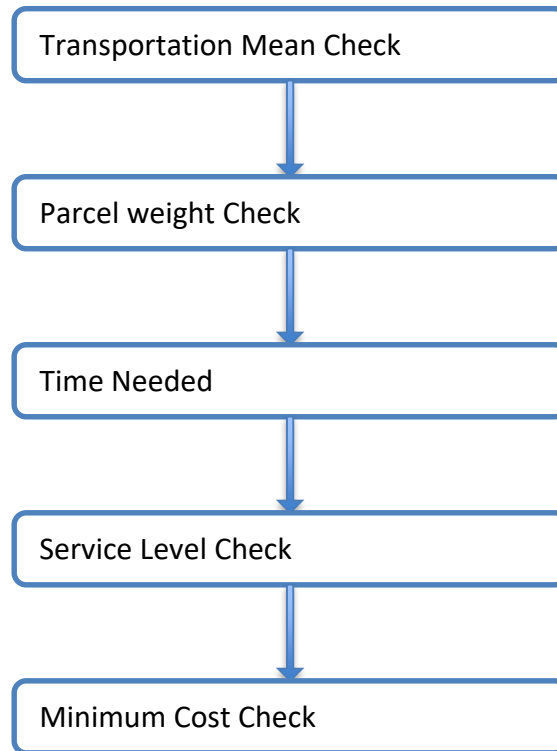 Transportation Mean Check
Parcel weight Check
Time Needed
Service Level Check
Minimum Cost Check